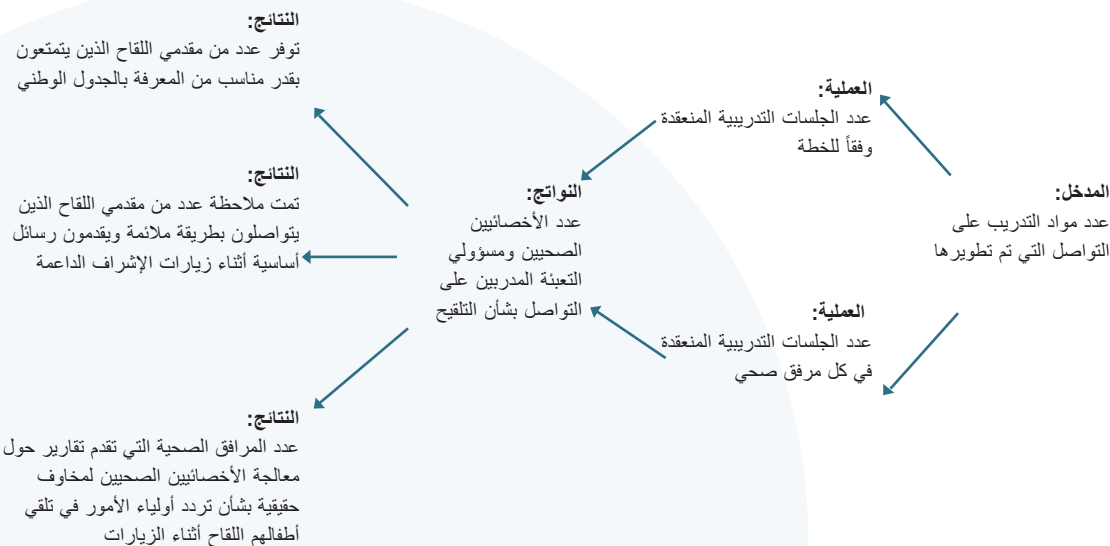 المدخل:
عدد مواد التدريب على
التواصل التي تم تطويرها
العملية:
عدد الجلسات التدريبية المنعقدة
وفقاً للخطة
العملية:
عدد الجلسات التدريبية المنعقدة
في كل مرفق صحي
النواتج:
عدد الأخصائيين
الصحيين ومسؤولي
التعبئة المدربين على
التواصل بشأن التلقيح
النتائج:
توفر عدد من مقدمي اللقاح الذين يتمتعون
بقدر مناسب من المعرفة بالجدول الوطني
النتائج:
تمت ملاحظة عدد من مقدمي اللقاح الذين
يتواصلون بطريقة ملائمة ويقدمون رسائل
أساسية أثناء زيارات الإشراف الداعمة
النتائج:
عدد المرافق الصحية التي تقدم تقارير حول
معالجة الأخصائيين الصحيين لمخاوف
حقيقية بشأن تردد أولياء الأمور في تلقي
أطفالهم اللقاح أثناء الزيارات